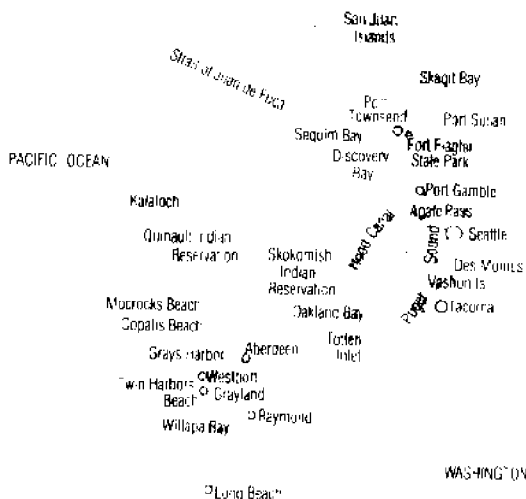 San Juan
Islands
Strait of Juan de Fuca
Skagit Bay
Port
Townsend
Port Susan
Sequim Bay
Fort Flagler
State Park
Discovery
Bay
PACIFIC OCEAN
Port Gamble
Kalaloch
Agate Pass
Hood Canal
Sound
Seattle
Quinault Indian
Reservation
Skokomish
Indian
Reservation
Des Moines
Vashon Is
Puget
Tacoma
Mocrocks Beach
Copalis Beach
Oakland Bay
Totten
Inlet
Grays Harbor
Aberdeen
Westport
Twin Harbors
Beach
Grayland
Willapa Bay
Raymond
WASHINGTON
Long Beach